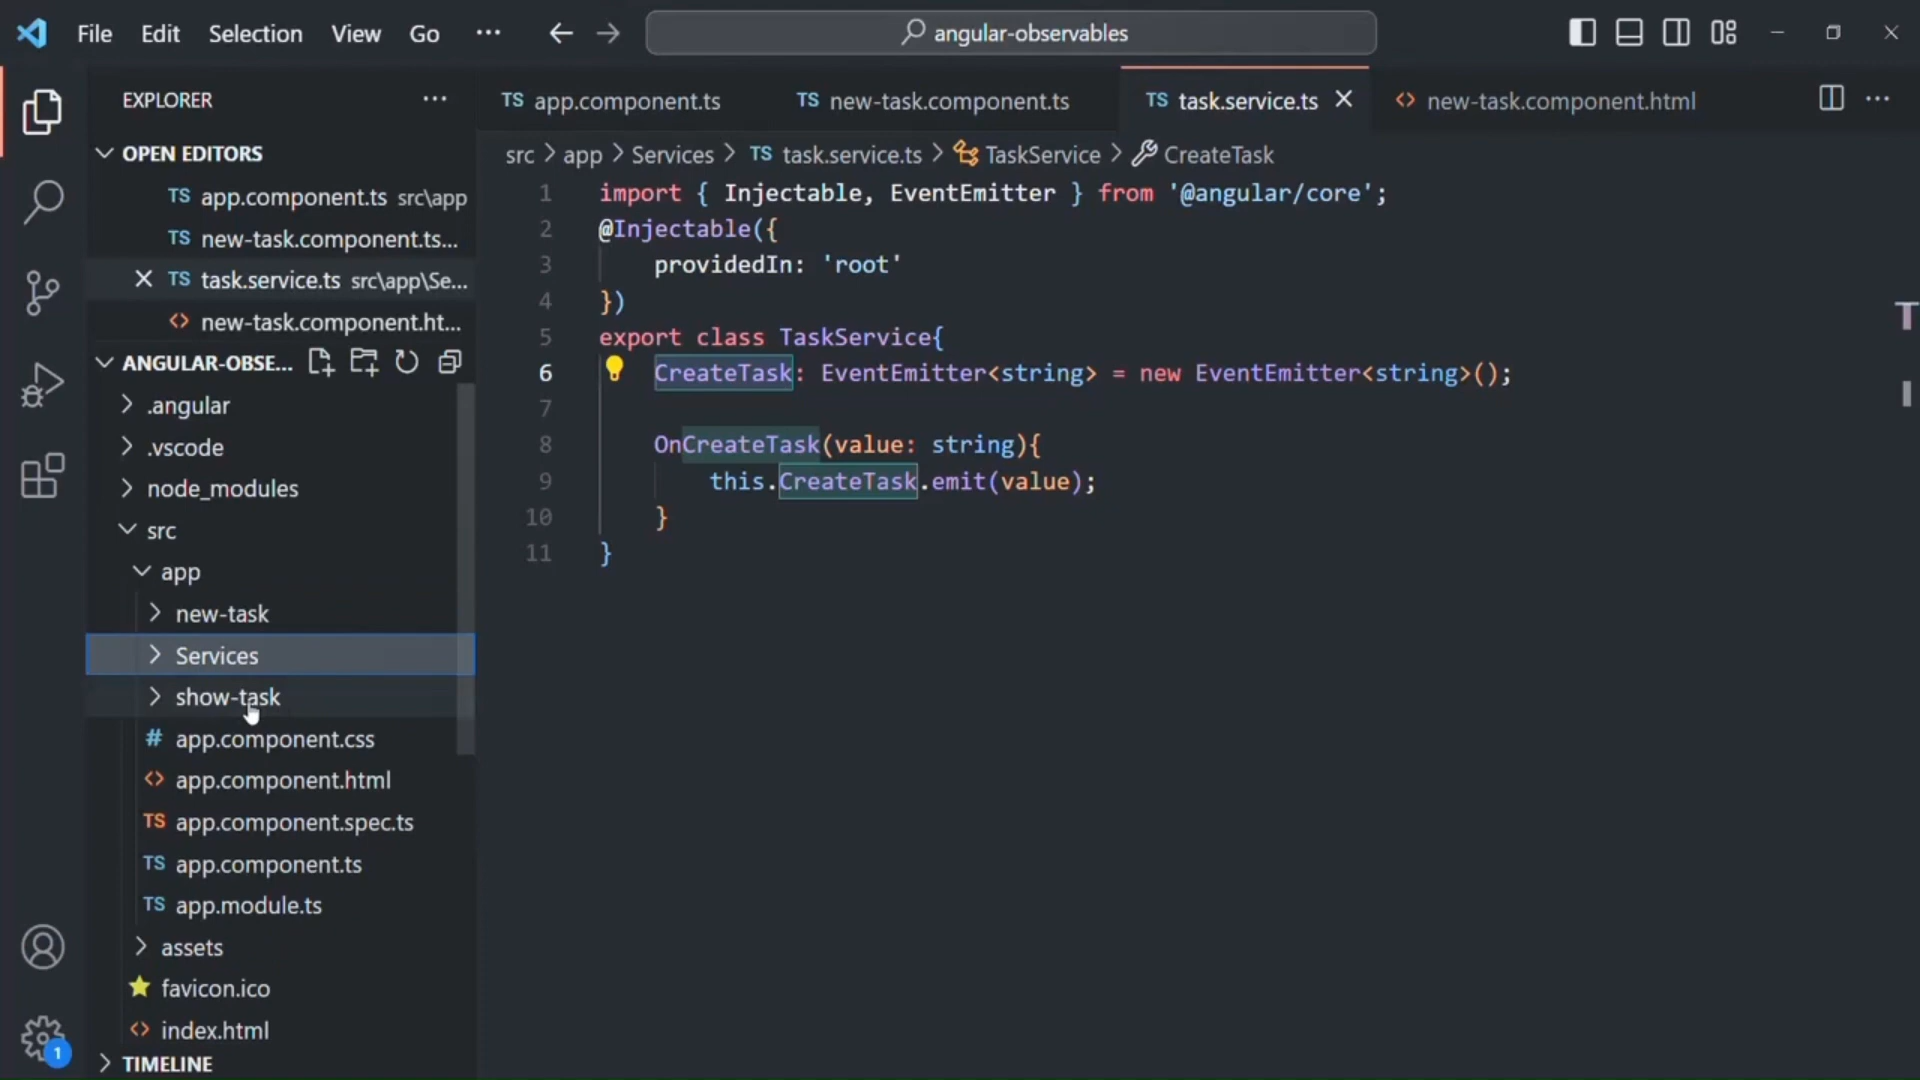 File Edit Selection View Go ··· angular-observables
EXPLORER ···
OPEN EDITORS
TS app.component.ts src\app
TS new-task.component.ts...
TS task.service.ts src\app\Se...
<> new-task.component.ht...
ANGULAR-OBSE...
.angular
.vscode
node_modules
src
app
new-task
Services
show-task
# app.component.css
<> app.component.html
TS app.component.spec.ts
TS app.component.ts
TS app.module.ts
assets
favicon.ico
<> index.html
TIMELINE
1
TS app.component.ts TS new-task.component.ts TS task.service.ts <> new-task.component.html ···
src > app > Services > TS task.service.ts > TaskService > CreateTask
1 import { Injectable, EventEmitter } from '@angular/core';
2 @Injectable({
3 providedIn: 'root'
4 })
5 export class TaskService{
6 CreateTask: EventEmitter<string> = new EventEmitter<string>();
7
8 OnCreateTask(value: string){
9 this.CreateTask.emit(value);
10 }
11 }